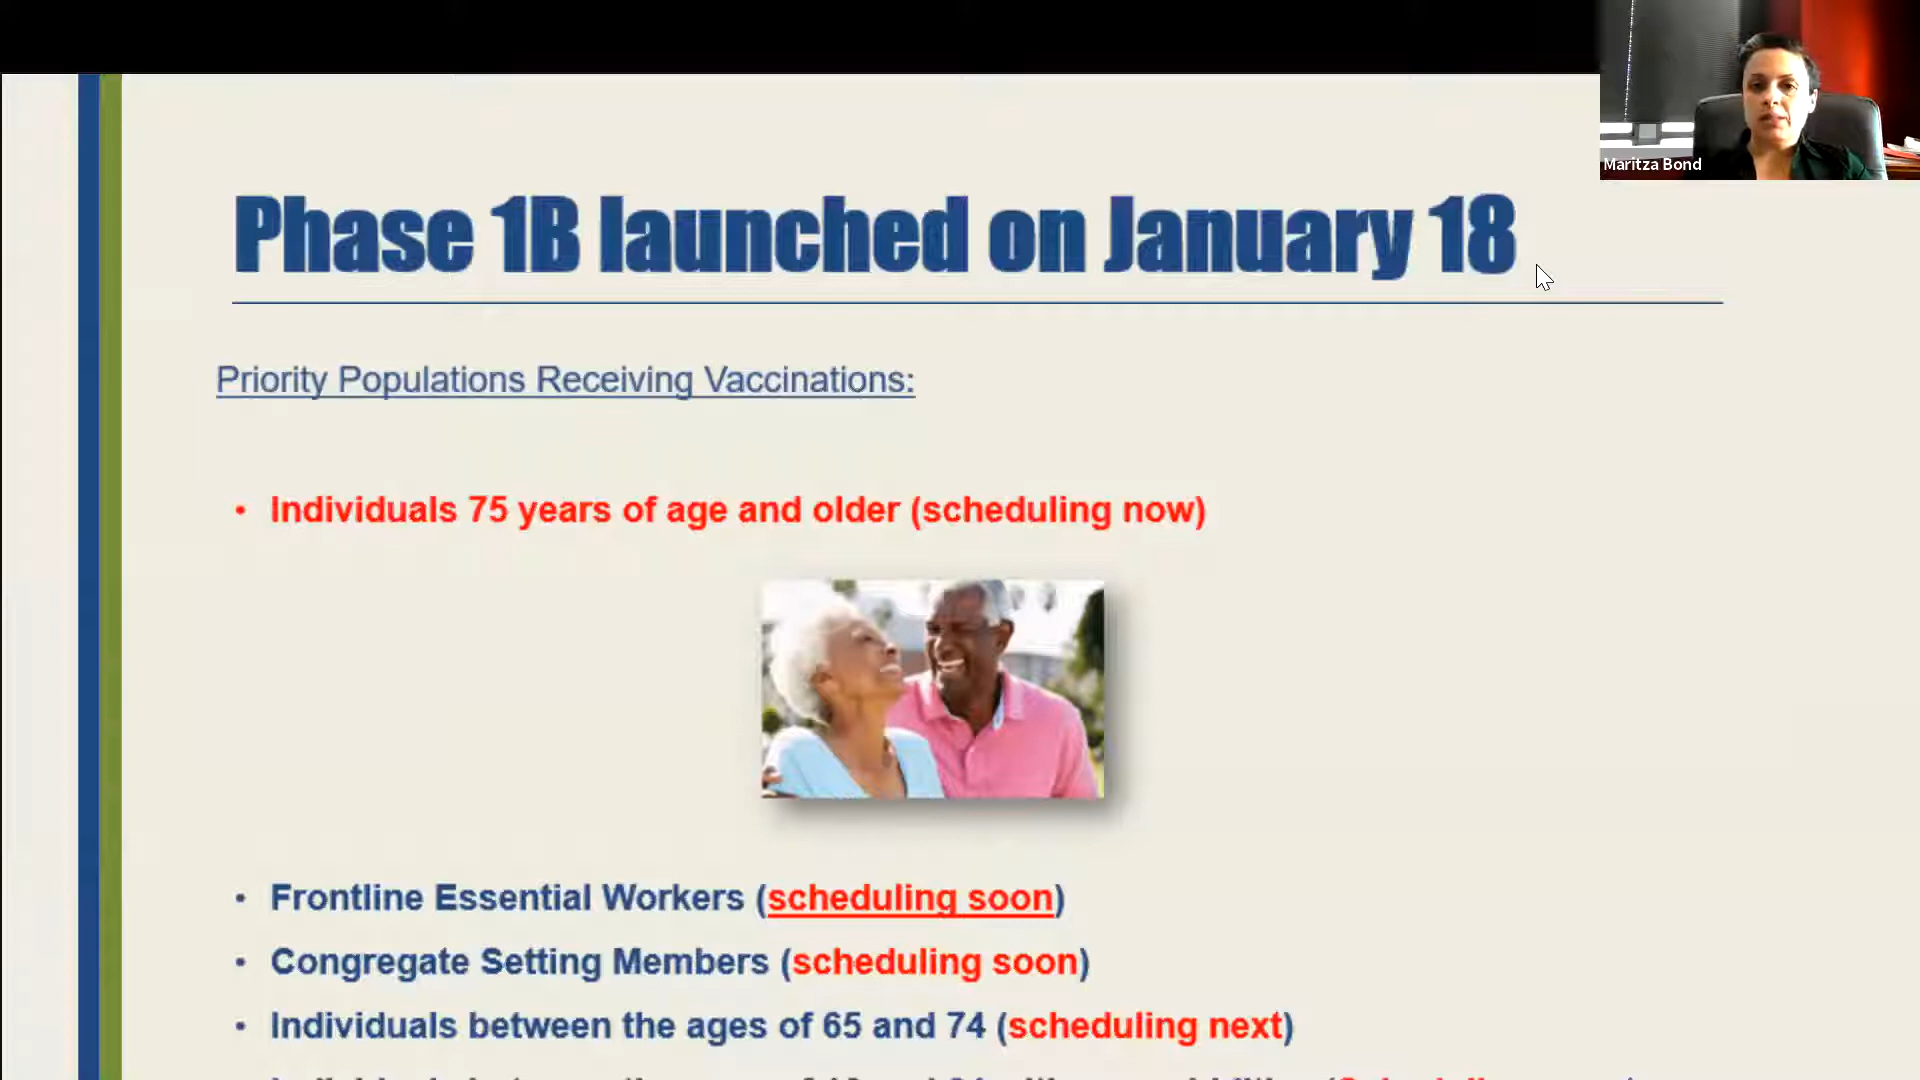 Maritza Bond
Phase 1B launched on January 18
Priority Populations Receiving Vaccinations:
• Individuals 75 years of age and older (scheduling now)
• Frontline Essential Workers (scheduling soon)
• Congregate Setting Members (scheduling soon)
• Individuals between the ages of 65 and 74 (scheduling next)